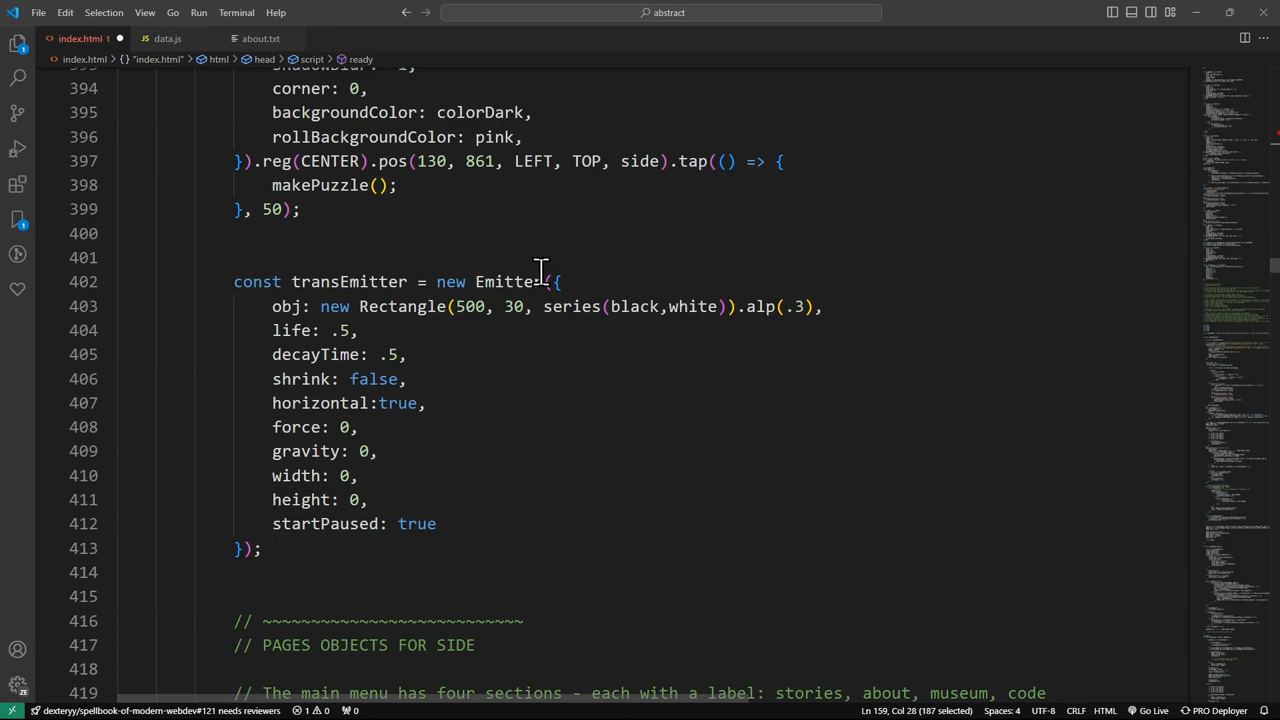 File Edit Selection View Go Run Terminal Help
abstract
index.html 1 data.js about.txt
index.html > {} "index.html" > html > head > script > ready
394 corner: 0,
395 backgroundColor: colorDark,
396 rollBackgroundColor: pink
397 }).reg(CENTER).pos(130, 861, LEFT, TOP, side).tap(() => {
398 makePuzzle();
399 }, 50);
400
401
402 const transEmitter = new Emitter({
403 obj: new Rectangle(500, 50, series(black,white)).alp(.3),
404 life: .5,
405 decayTime: .5,
406 shrink: false,
407 horizontal:true,
408 force: 0,
409 gravity: 0,
410 width: 0,
411 height: 0,
412 startPaused: true
413 });
414
415
416 // ~~~~~~~~~~~~~~~~~~~~~~~~~~~
417 // PAGES OBJECTS FOR SIDE
418
419 // The main menu has four sections - each with a label: stories, about, museum, code
dextery/spellbook-of-modern-webdev#121 needs reviewers 1 0 Ln 159, Col 28 (187 selected) Spaces: 4 UTF-8 CRLF HTML Go Live PRO Deployer